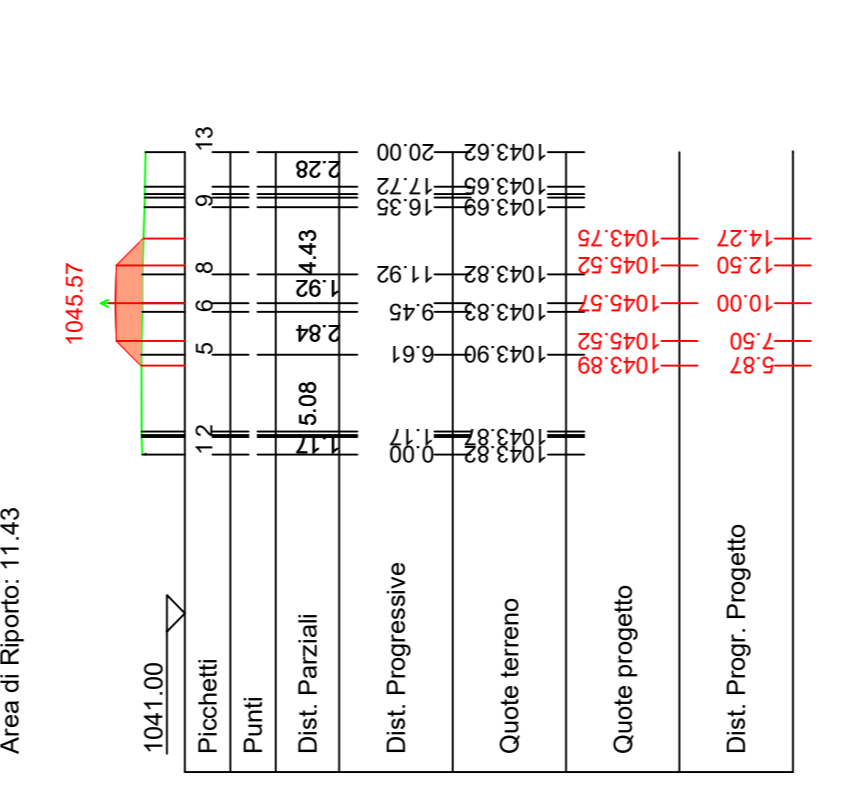 Area di Riporto: 11.43
1045.57
1041.00
Picchetti 1 2 5 6 8 9 13
Punti
Dist. Parziali 1.17 5.08 2.84 1.92 4.43 2.28
Dist. Progressive 0.00 1.17 6.61 9.45 11.92 16.35 17.72 20.00
Quote terreno 1043.82 1043.87 1043.90 1043.83 1043.82 1043.69 1043.65 1043.62
Quote progetto 1043.89 1045.52 1045.57 1045.52 1043.75
Dist. Progr. Progetto 5.87 7.50 10.00 12.50 14.27